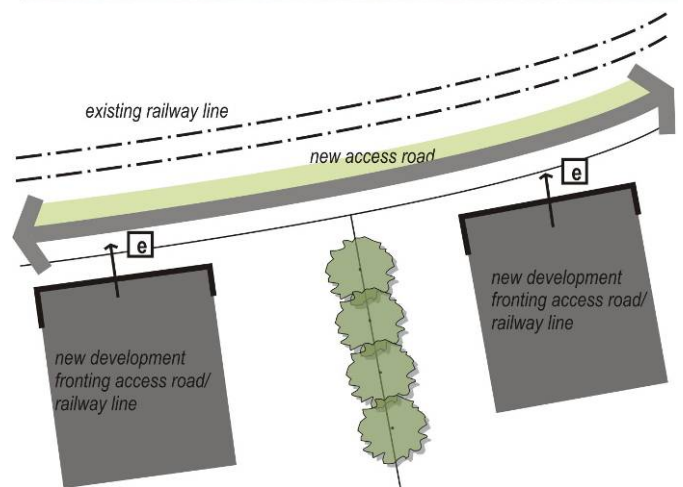 existing railway line
new access road
e
e
new development
fronting access road/
railway line
new development
fronting access road/
railway line